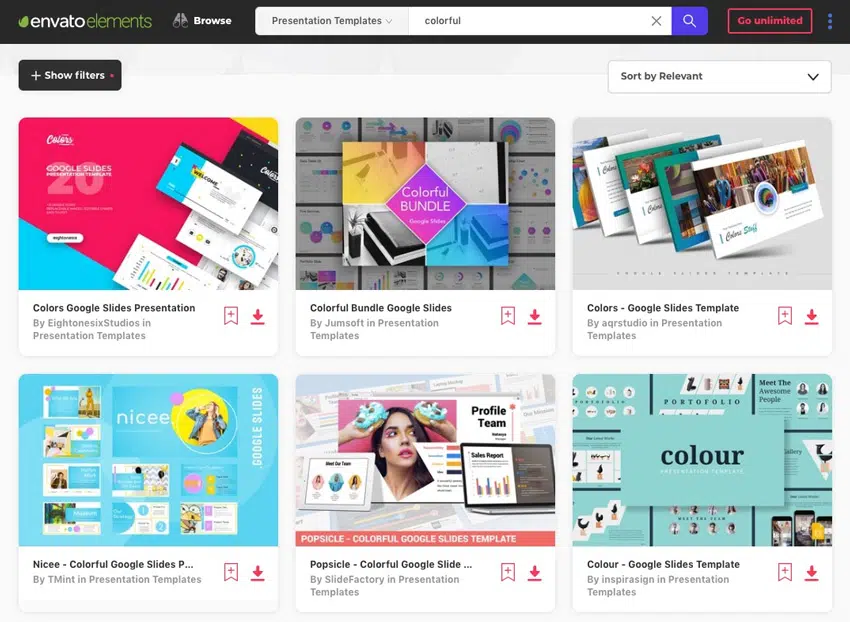 envatoelements
Browse
Presentation Templates
colorful
Go unlimited
+ Show filters
Sort by Relevant
Colors
20
GOOGLE SLIDES
PRESENTATION TEMPLATE
eightonesix
WELCOME
Colors Google Slides Presentation
By EightonesixStudios in
Presentation Templates
Colorful
BUNDLE
Google Slides
Colorful Bundle Google Slides
By Jumsoft in Presentation
Templates
Colors Stuff
GOOGLE SLIDES TEMPLATE
Colors - Google Slides Template
By aqrstudio in Presentation
Templates
nicee
GOOGLE SLIDES
Museum
Nicee - Colorful Google Slides P...
By TMint in Presentation Templates
Profile
Team
Meet Our Team
Sales Report
POPSICLE - COLORFUL GOOGLE SLIDES TEMPLATE
Popsicle - Colorful Google Slide ...
By SlideFactory in Presentation
Templates
PORTOFOLIO
Meet The
Awesome
People
colour
PRESENTATION TEMPLATE
Gallery
MEET THE TEAM
Colour - Google Slides Template
By inspirasign in Presentation
Templates